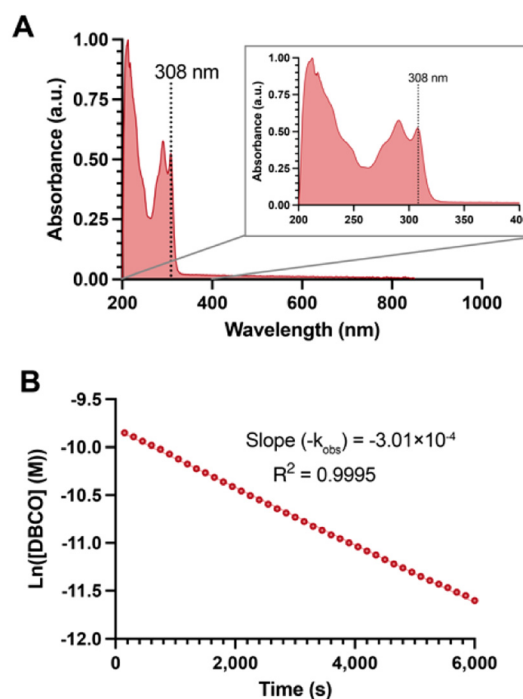 A
308 nm
Absorbance (a.u.)
1.00
0.75
0.50
0.25
0.00
200
400
600
800
1000
Wavelength (nm)
308 nm
Absorbance (a.u.)
1.00
0.75
0.50
0.25
0.00
200
250
300
350
400
B
Ln([DBCO] (M))
-9.5
-10.0
-10.5
-11.0
-11.5
-12.0
Slope (-kobs) = -3.01×10-4
R2 = 0.9995
0
2,000
4,000
6,000
Time (s)